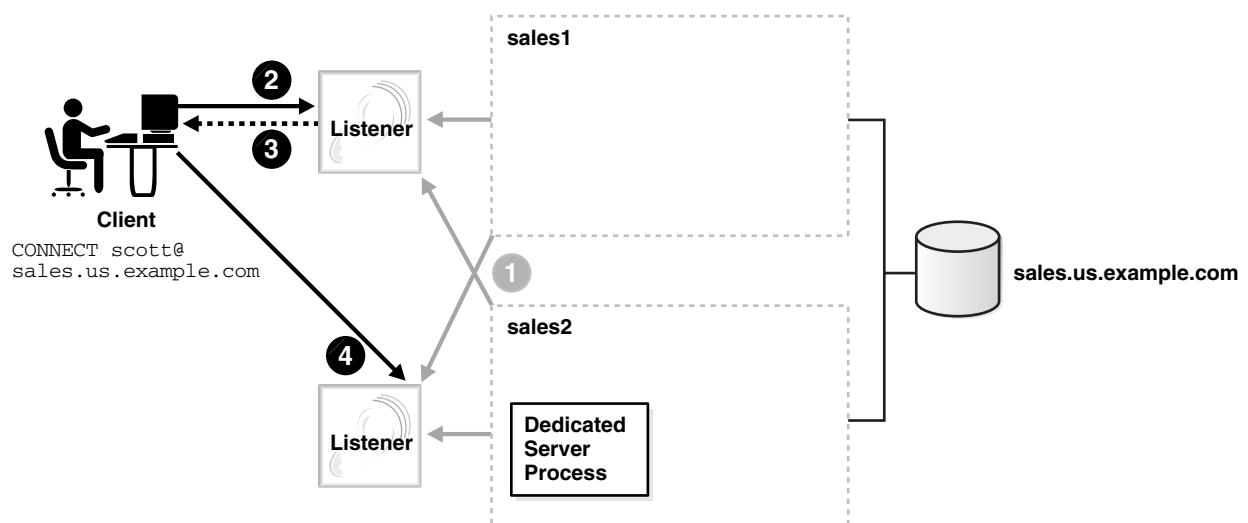 sales1
2
Listener
3
Client
CONNECT scott@
sales.us.example.com
1
sales.us.example.com
sales2
4
Listener
Dedicated
Server
Process